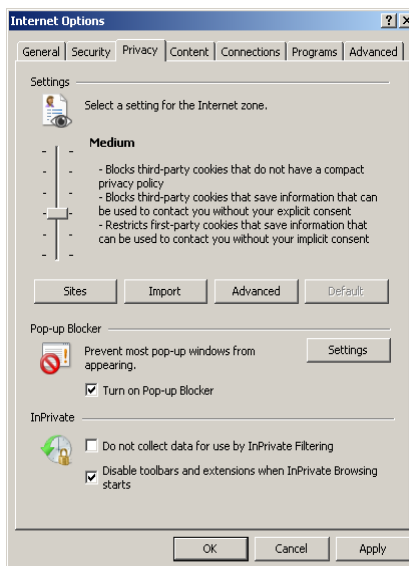 Internet Options
General Security Privacy Content Connections Programs Advanced
Settings
Select a setting for the Internet zone.
Medium
- Blocks third-party cookies that do not have a compact
privacy policy
- Blocks third-party cookies that save information that can
be used to contact you without your explicit consent
- Restricts first-party cookies that save information that
can be used to contact you without your implicit consent
Sites Import Advanced Default
Pop-up Blocker
Prevent most pop-up windows from
appearing.
Settings
Turn on Pop-up Blocker
InPrivate
Do not collect data for use by InPrivate Filtering
Disable toolbars and extensions when InPrivate Browsing
starts
OK Cancel Apply